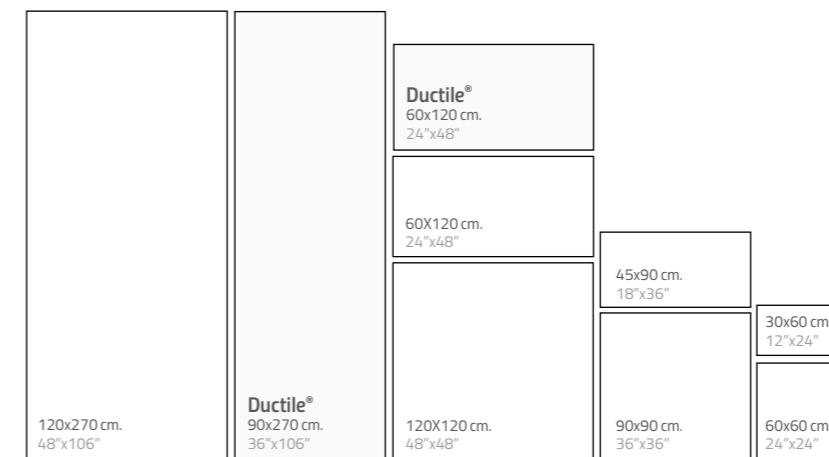 120x270 cm.
48"x106"
Ductile®
90x270 cm.
36"x106"
Ductile®
60x120 cm.
24"x48"
60X120 cm.
24"x48"
120X120 cm.
48"x48"
45x90 cm.
18"x36"
90x90 cm.
36"x36"
30x60 cm
12"x24"
60x60 cm
24"x24"